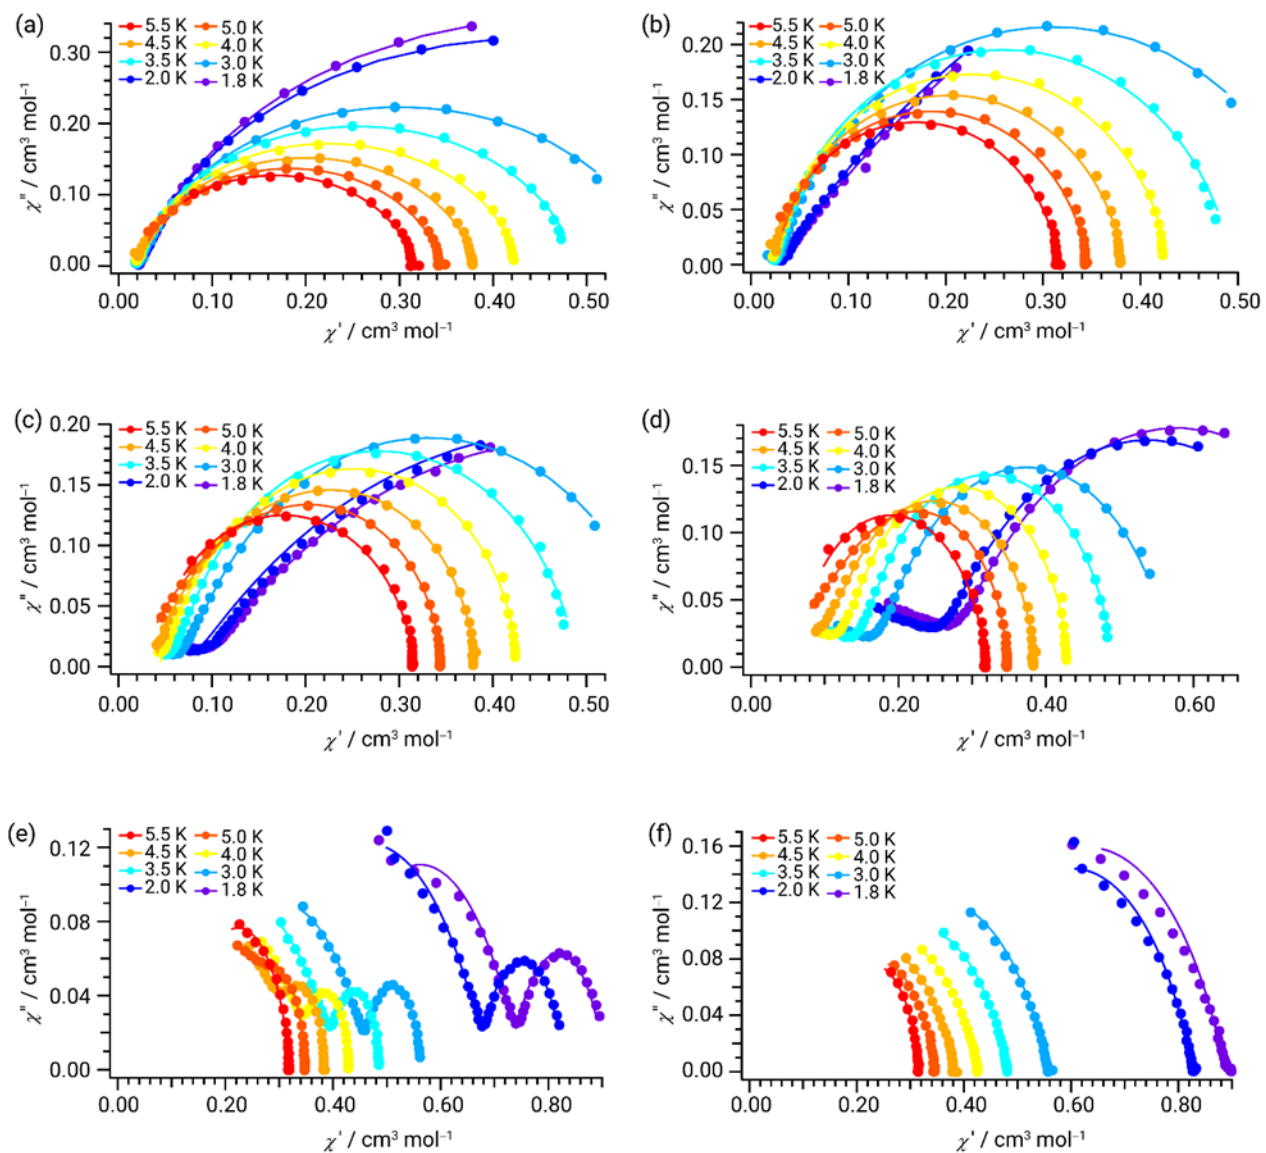 (a)
5.5 K 5.0 K
4.5 K 4.0 K
3.5 K 3.0 K
2.0 K 1.8 K
0.30
0.20
0.10
0.00
χ" / cm³ mol⁻¹
0.00 0.10 0.20 0.30 0.40 0.50
χ' / cm³ mol⁻¹
(b)
5.5 K 5.0 K
4.5 K 4.0 K
3.5 K 3.0 K
2.0 K 1.8 K
0.20
0.15
0.10
0.05
0.00
χ" / cm³ mol⁻¹
0.00 0.10 0.20 0.30 0.40 0.50
χ' / cm³ mol⁻¹
(c)
5.5 K 5.0 K
4.5 K 4.0 K
3.5 K 3.0 K
2.0 K 1.8 K
0.20
0.15
0.10
0.05
0.00
χ" / cm³ mol⁻¹
0.00 0.10 0.20 0.30 0.40 0.50
χ' / cm³ mol⁻¹
(d)
5.5 K 5.0 K
4.5 K 4.0 K
3.5 K 3.0 K
2.0 K 1.8 K
0.15
0.10
0.05
0.00
χ" / cm³ mol⁻¹
0.00 0.20 0.40 0.60
χ' / cm³ mol⁻¹
(e)
5.5 K 5.0 K
4.5 K 4.0 K
3.5 K 3.0 K
2.0 K 1.8 K
0.12
0.08
0.04
0.00
χ" / cm³ mol⁻¹
0.00 0.20 0.40 0.60 0.80
χ' / cm³ mol⁻¹
(f)
5.5 K 5.0 K
4.5 K 4.0 K
3.5 K 3.0 K
2.0 K 1.8 K
0.16
0.12
0.08
0.04
0.00
χ" / cm³ mol⁻¹
0.00 0.20 0.40 0.60 0.80
χ' / cm³ mol⁻¹